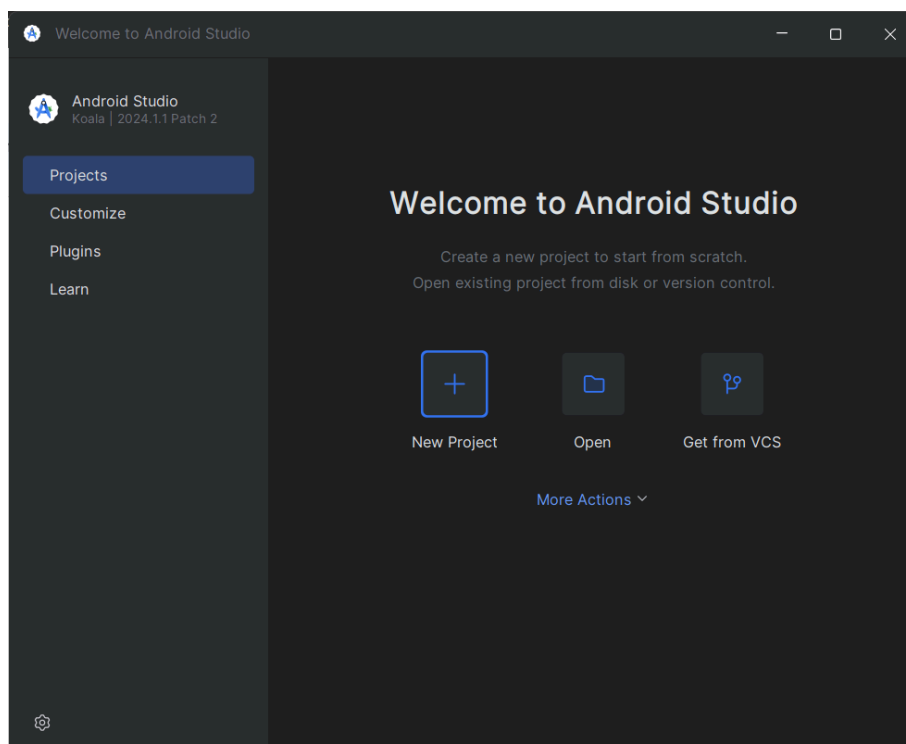 Welcome to Android Studio
Android Studio
Koala | 2024.1.1 Patch 2
Projects
Customize
Plugins
Learn
Welcome to Android Studio
Create a new project to start from scratch.
Open existing project from disk or version control.
New Project
Open
Get from VCS
More Actions